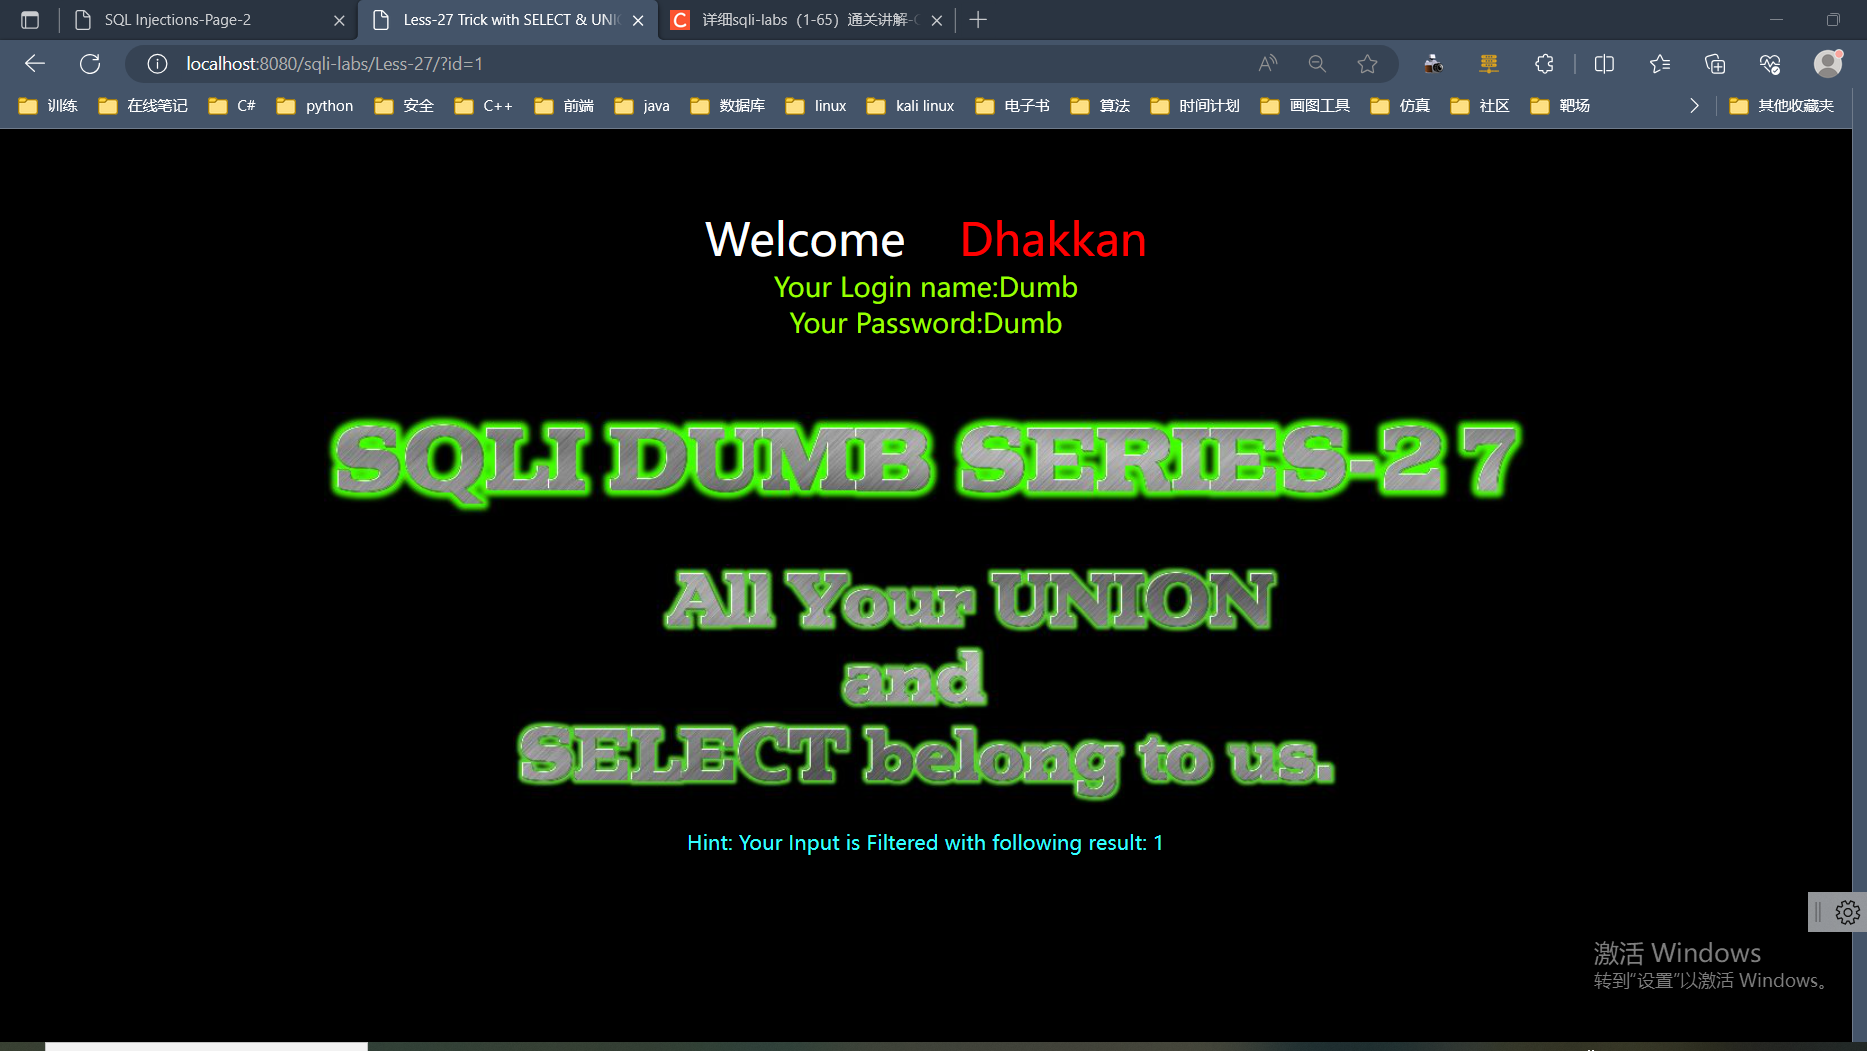 SQL Injections-Page-2
Less-27 Trick with SELECT & UNI
详细sqli-labs（1-65）通关讲解-
localhost:8080/sqli-labs/Less-27/?id=1
训练 在线笔记 C# python 安全 C++ 前端 java 数据库 linux kali linux 电子书 算法 时间计划 画图工具 仿真 社区 靶场 其他收藏夹
Welcome Dhakkan
Your Login name:Dumb
Your Password:Dumb
SQLI DUMB SERIES-27
All Your UNION
and
SELECT belong to us.
Hint: Your Input is Filtered with following result: 1
激活 Windows
转到“设置”以激活 Windows。